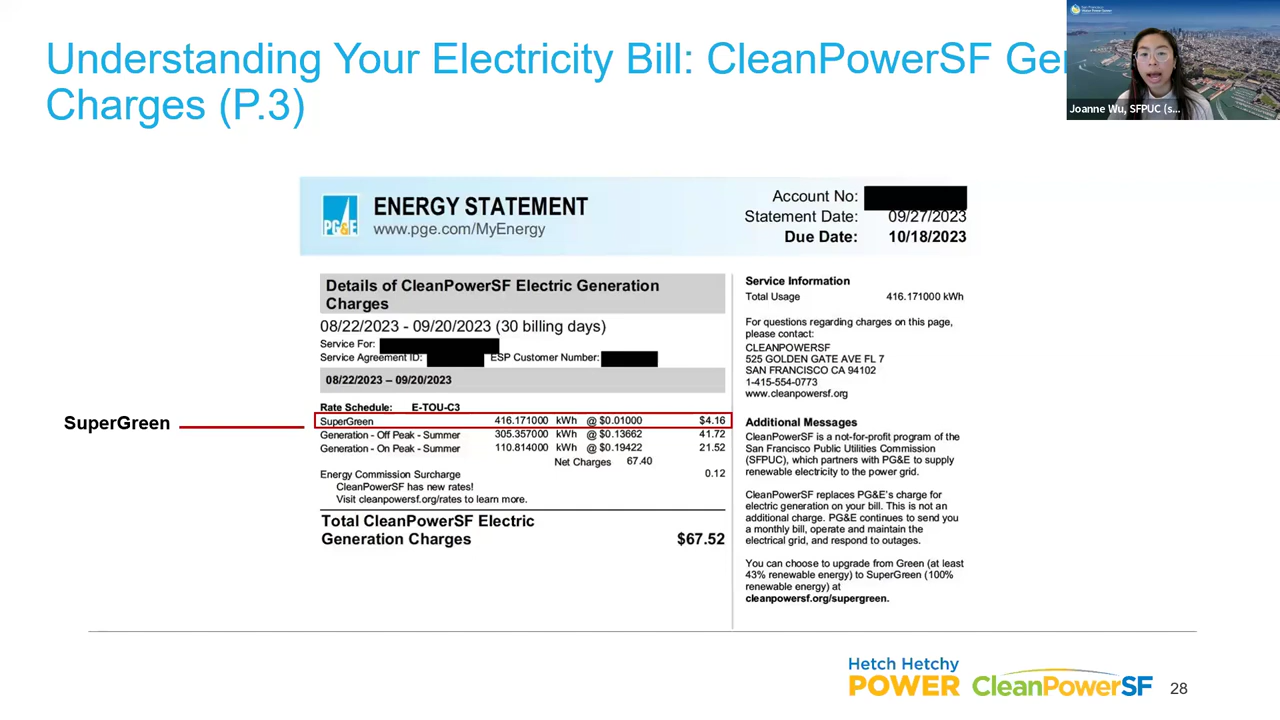 Understanding Your Electricity Bill: CleanPowerSF Ge
Charges (P.3)
San Francisco
Joanne Wu, SFPUC (s...
PG&E
ENERGY STATEMENT
www.pge.com/MyEnergy
Account No:
Statement Date: 09/27/2023
Due Date: 10/18/2023
Details of CleanPowerSF Electric Generation
Charges
08/22/2023 - 09/20/2023 (30 billing days)
Service For:
Service Agreement ID: ESP Customer Number:
08/22/2023 – 09/20/2023
Rate Schedule: E-TOU-C3
SuperGreen
SuperGreen 416.171000 kWh @ $0.01000 $4.16
Generation - Off Peak - Summer 305.357000 kWh @ $0.13662 41.72
Generation - On Peak - Summer 110.814000 kWh @ $0.19422 21.52
Net Charges 67.40
Energy Commission Surcharge 0.12
CleanPowerSF has new rates!
Visit cleanpowersf.org/rates to learn more.
Total CleanPowerSF Electric
Generation Charges $67.52
Service Information
Total Usage 416.171000 kWh
For questions regarding charges on this page,
please contact:
CLEANPOWERSF
525 GOLDEN GATE AVE FL 7
SAN FRANCISCO CA 94102
1-415-554-0773
www.cleanpowersf.org
Additional Messages
CleanPowerSF is a not-for-profit program of the
San Francisco Public Utilities Commission
(SFPUC), which partners with PG&E to supply
renewable electricity to the power grid.
CleanPowerSF replaces PG&E's charge for
electric generation on your bill. This is not an
additional charge. PG&E continues to send you
a monthly bill, operate and maintain the
electrical grid, and respond to outages.
You can choose to upgrade from Green (at least
43% renewable energy) to SuperGreen (100%
renewable energy) at
cleanpowersf.org/supergreen.
Hetch Hetchy
POWER
CleanPowerSF
28